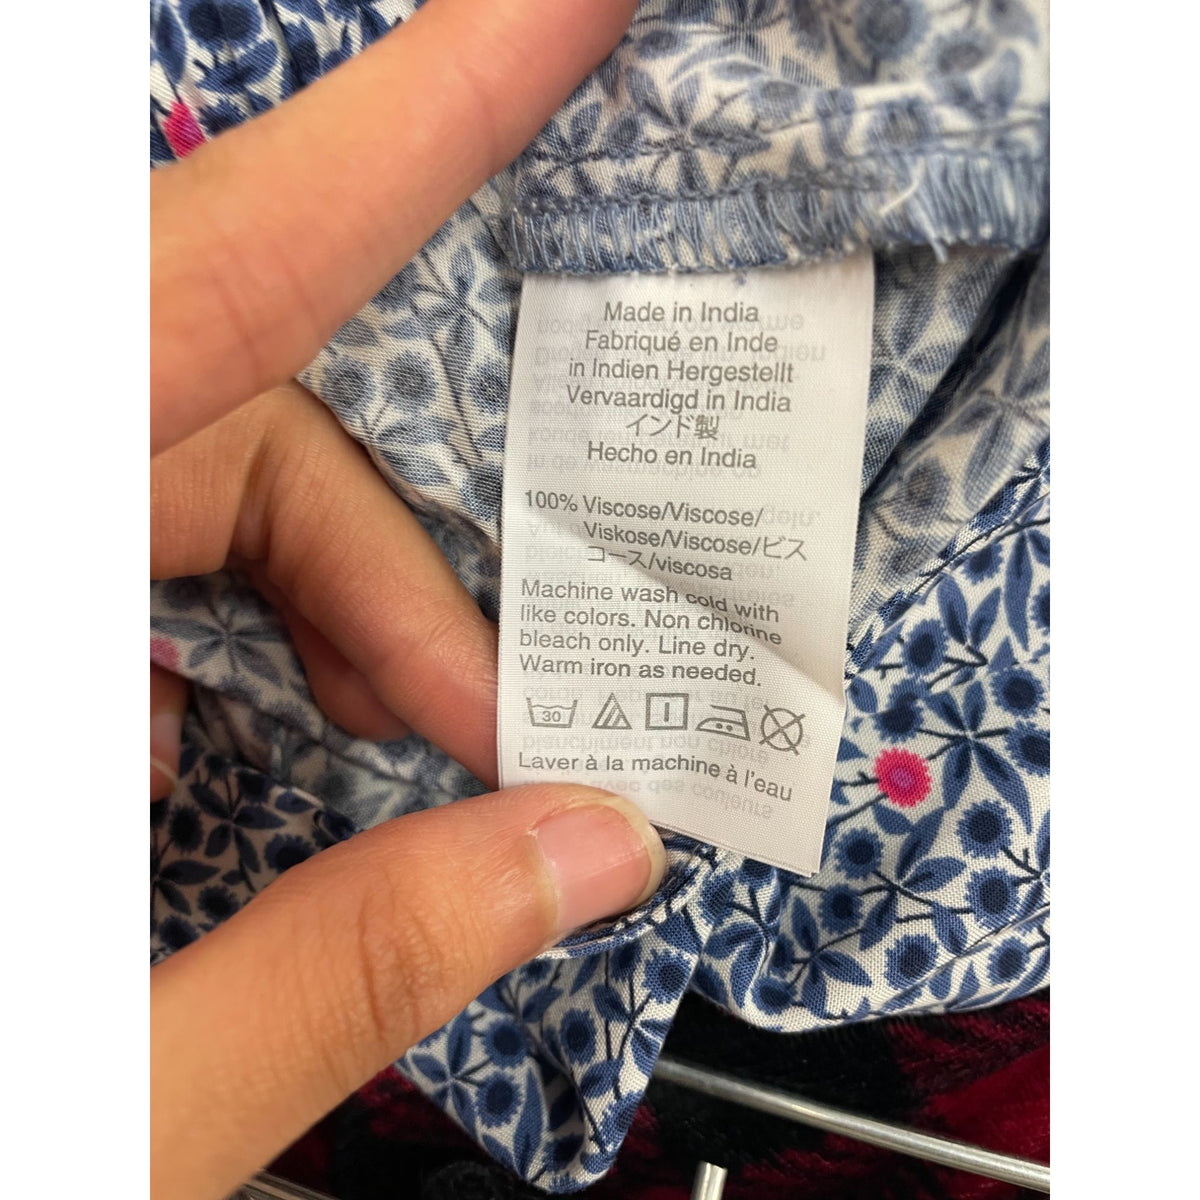 Made in India
Fabriqué en Inde
in Indien Hergestellt
Vervaardigd in India
インド製
Hecho en India
100% Viscose/Viscose/
Viskose/Viscose/ビス
コース/viscosa
Machine wash cold with
like colors. Non chlorine
bleach only. Line dry.
Warm iron as needed.
30
Laver à la machine à l'eau